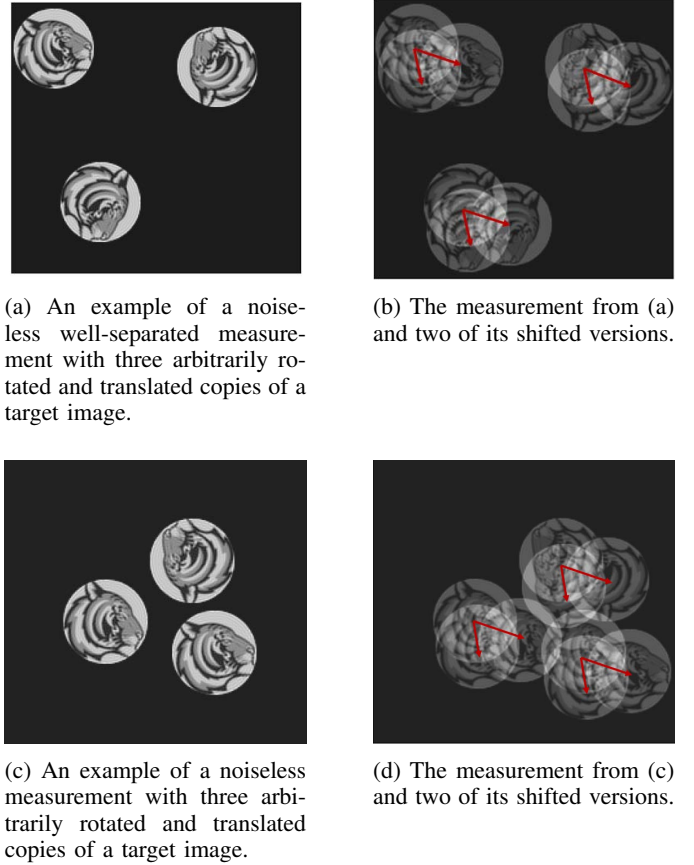 (a) An example of a noise-
less well-separated measure-
ment with three arbitrarily ro-
tated and translated copies of a
target image.
(b) The measurement from (a)
and two of its shifted versions.
(c) An example of a noiseless
measurement with three arbi-
trarily rotated and translated
copies of a target image.
(d) The measurement from (c)
and two of its shifted versions.